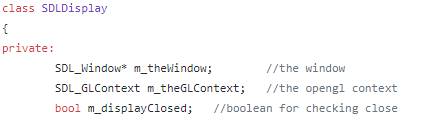 class SDLDisplay
{
private:
SDL_Window* m_theWindow; //the window
SDL_GLContext m_theGLContext; //the opengl context
bool m_displayClosed; //boolean for checking close